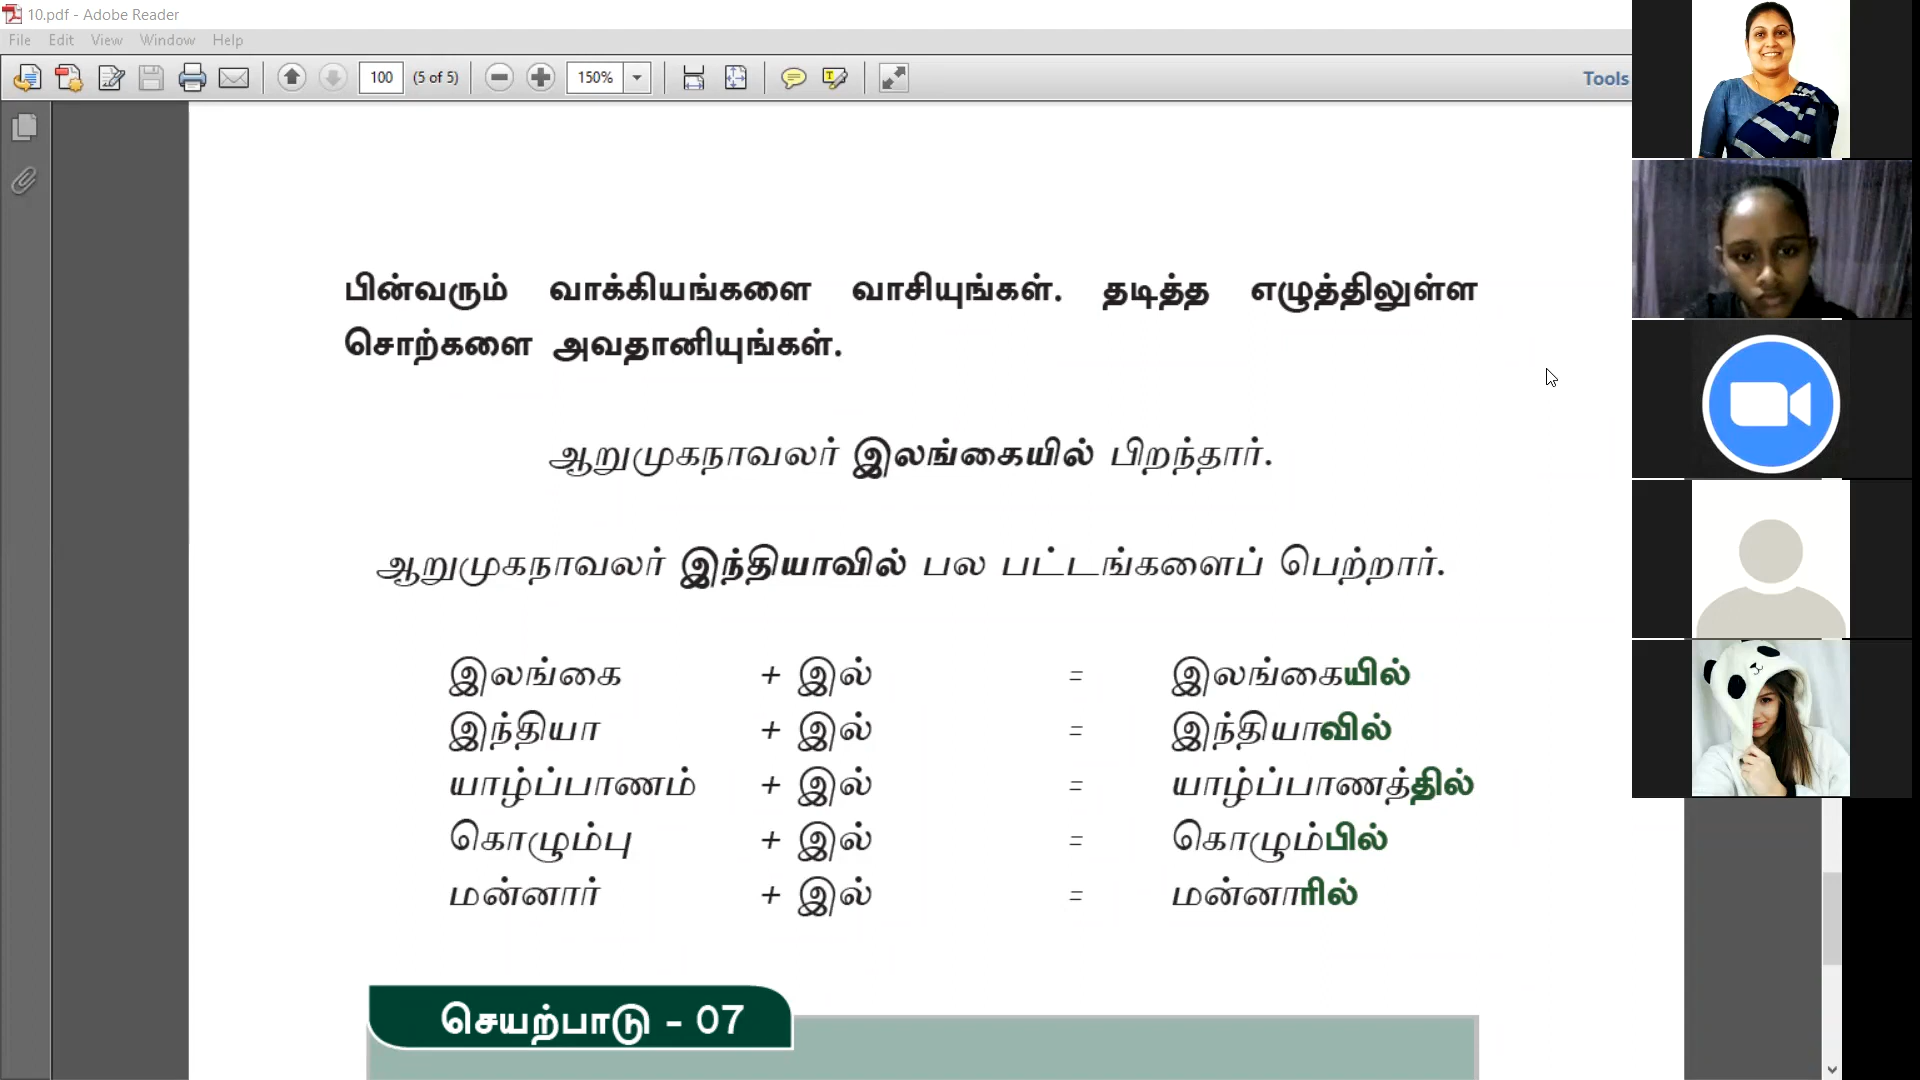 10.pdf - Adobe Reader
File Edit View Window Help
100 (5 of 5) 150% Tools
பின்வரும் வாக்கியங்களை வாசியுங்கள். தடித்த எழுத்திலுள்ள
சொற்களை அவதானியுங்கள்.
ஆறுமுகநாவலர் இலங்கையில் பிறந்தார்.
ஆறுமுகநாவலர் இந்தியாவில் பல பட்டங்களைப் பெற்றார்.
இலங்கை + இல் = இலங்கையில்
இந்தியா + இல் = இந்தியாவில்
யாழ்ப்பாணம் + இல் = யாழ்ப்பாணத்தில்
கொழும்பு + இல் = கொழும்பில்
மன்னார் + இல் = மன்னாரில்
செயற்பாடு - 07